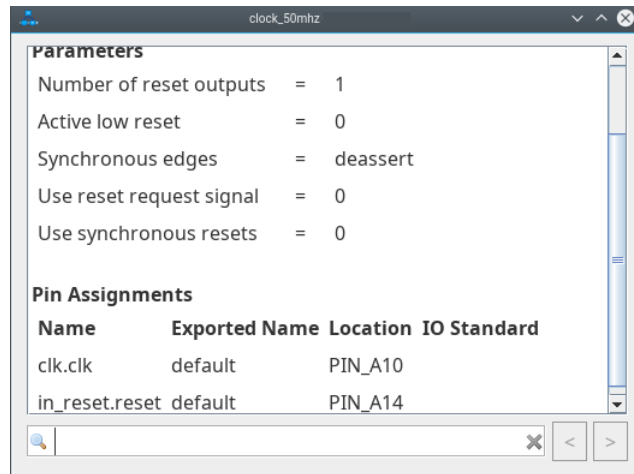 clock_50mhz
Parameters
Number of reset outputs = 1
Active low reset = 0
Synchronous edges = deassert
Use reset request signal = 0
Use synchronous resets = 0
Pin Assignments
Name Exported Name Location IO Standard
clk.clk default PIN_A10
in_reset.reset default PIN_A14
< >